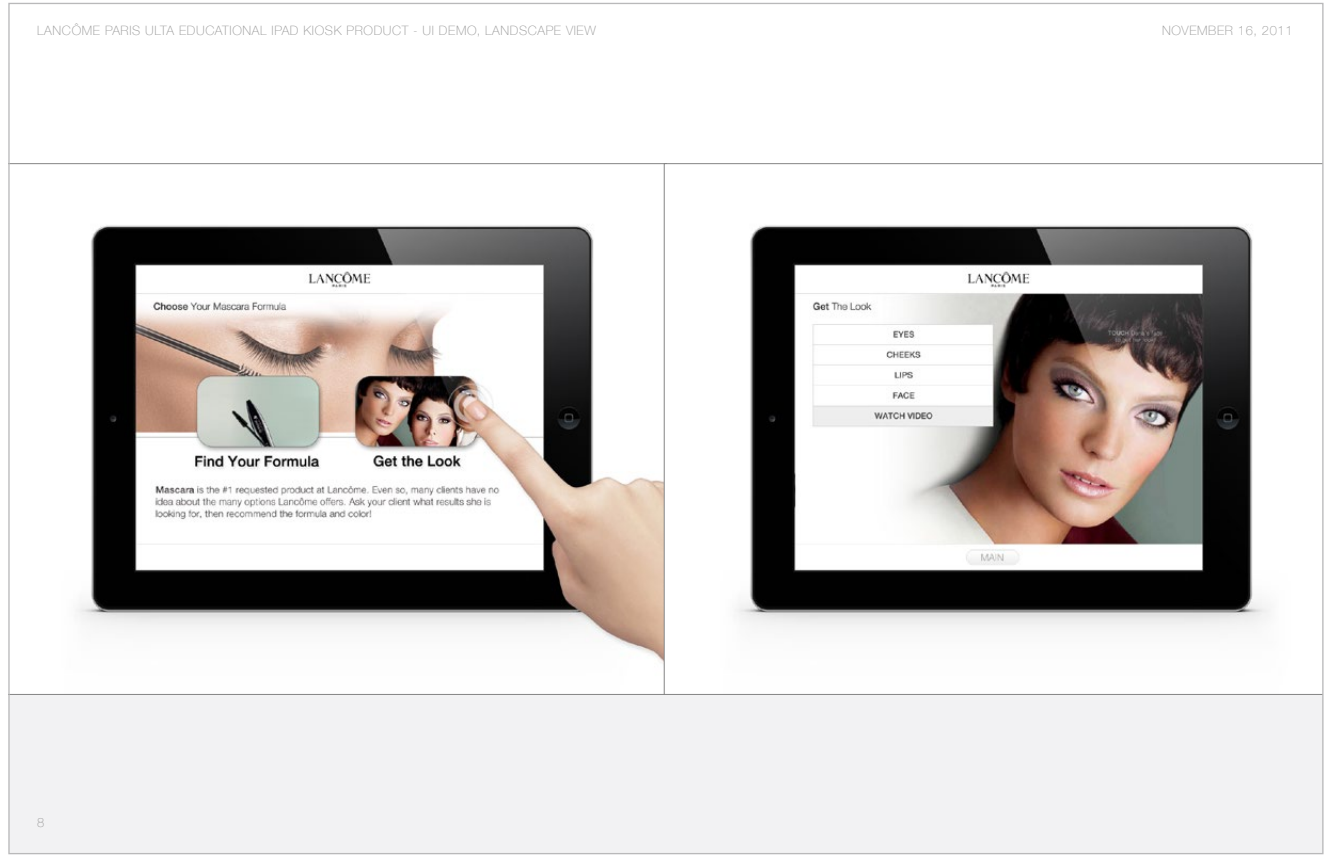 LANCÔME PARIS ULTA EDUCATIONAL IPAD KIOSK PRODUCT - UI DEMO, LANDSCAPE VIEW
NOVEMBER 16, 2011
LANCÔME
PARIS
Choose Your Mascara Formula
Find Your Formula
Get the Look
Mascara is the #1 requested product at Lancôme. Even so, many clients have no
idea about the many options Lancôme offers. Ask your client what results she is
looking for, then recommend the formula and color!
LANCÔME
PARIS
Get The Look
EYES
CHEEKS
LIPS
FACE
WATCH VIDEO
TOUCH
MAIN
8